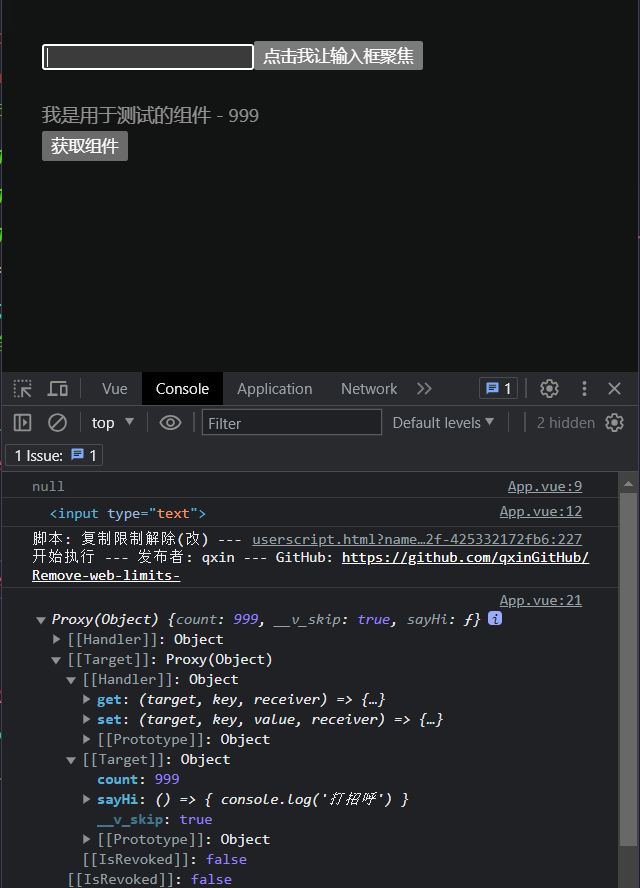 点击我让输入框聚焦
我是用于测试的组件 - 999
获取组件
Vue Console Application Network 1
top Filter Default levels 2 hidden
1 Issue: 1
null App.vue:9
<input type="text"> App.vue:12
脚本: 复制限制解除(改) --- userscript.html?name…2f-425332172fb6:227
开始执行 --- 发布者: qxin --- GitHub: https://github.com/qxinGitHub/
Remove-web-limits-
App.vue:21
Proxy(Object) {count: 999, __v_skip: true, sayHi: ƒ} i
[[Handler]]: Object
[[Target]]: Proxy(Object)
[[Handler]]: Object
get: (target, key, receiver) => {…}
set: (target, key, value, receiver) => {…}
[[Prototype]]: Object
[[Target]]: Object
count: 999
sayHi: () => { console.log('打招呼') }
__v_skip: true
[[Prototype]]: Object
[[IsRevoked]]: false
[[IsRevoked]]: false